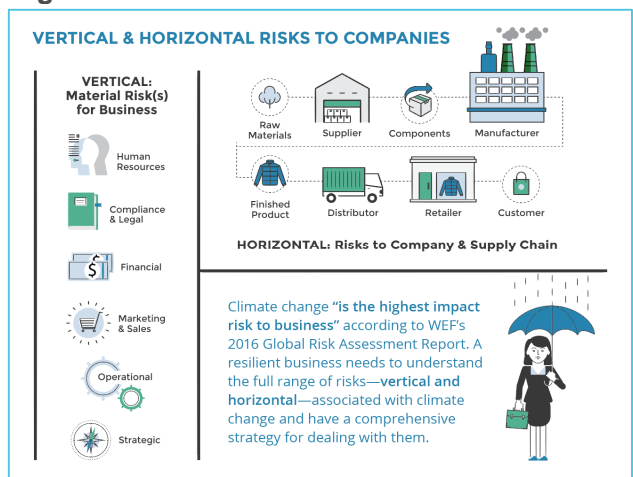 VERTICAL & HORIZONTAL RISKS TO COMPANIES
VERTICAL:
Material Risk(s)
for Business
Human
Resources
Compliance
& Legal
$
$
Financial
Marketing
& Sales
Operational
Strategic
Raw
Materials
Supplier
Components
Manufacturer
Finished
Product
Distributor
Retailer
Customer
HORIZONTAL: Risks to Company & Supply Chain
Climate change “is the highest impact
risk to business” according to WEF’s
2016 Global Risk Assessment Report. A
resilient business needs to understand
the full range of risks—vertical and
horizontal—associated with climate
change and have a comprehensive
strategy for dealing with them.